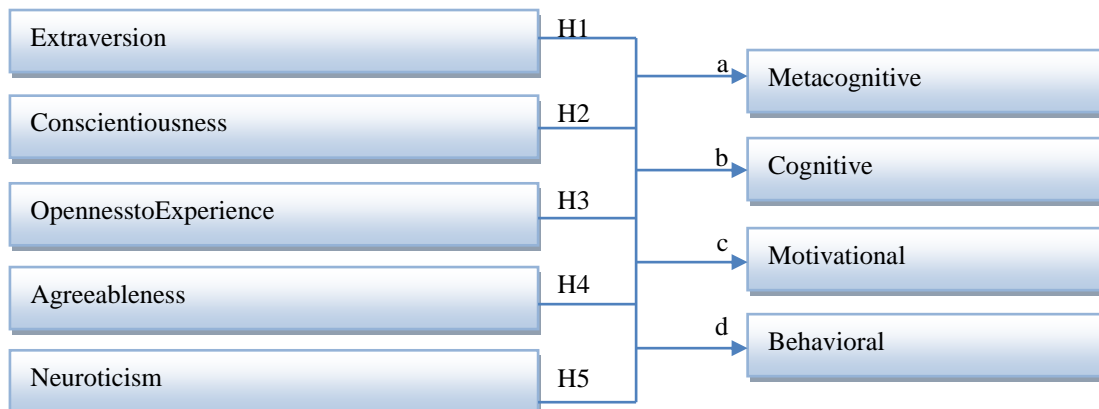 Extraversion
H1
Conscientiousness
H2
OpennesstoExperience
H3
Agreeableness
H4
Neuroticism
H5
a
Metacognitive
b
Cognitive
c
Motivational
d
Behavioral